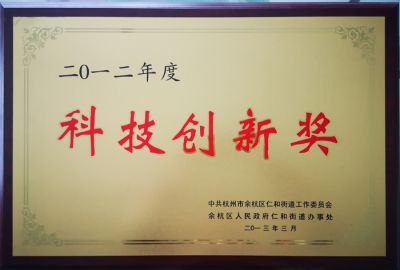 二0一二年度
科技创新奖
中共杭州市余杭区仁和街道工作委员会
余杭区人民政府仁和街道办事处
二0一三年三月